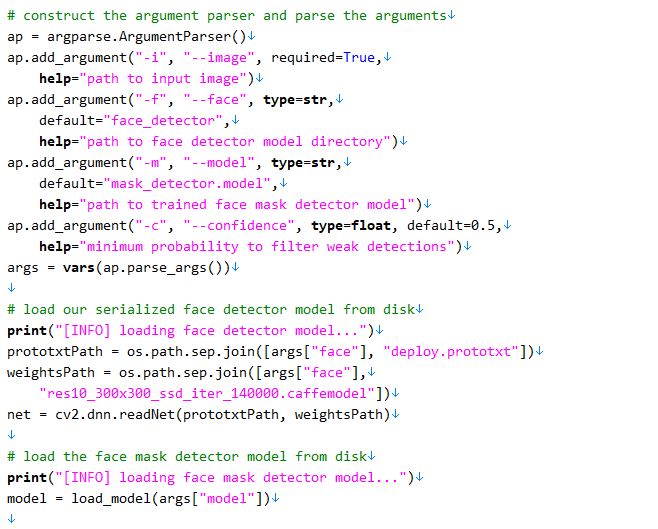 # construct the argument parser and parse the arguments↓
ap = argparse.ArgumentParser()↓
ap.add_argument("-i", "--image", required=True,↓
    help="path to input image")↓
ap.add_argument("-f", "--face", type=str,↓
    default="face_detector",↓
    help="path to face detector model directory")↓
ap.add_argument("-m", "--model", type=str,↓
    default="mask_detector.model",↓
    help="path to trained face mask detector model")↓
ap.add_argument("-c", "--confidence", type=float, default=0.5,↓
    help="minimum probability to filter weak detections")↓
args = vars(ap.parse_args())↓
↓
# load our serialized face detector model from disk↓
print("[INFO] loading face detector model...")↓
prototxtPath = os.path.sep.join([args["face"], "deploy.prototxt"])↓
weightsPath = os.path.sep.join([args["face"],↓
    "res10_300x300_ssd_iter_140000.caffemodel"])↓
net = cv2.dnn.readNet(prototxtPath, weightsPath)↓
↓
# load the face mask detector model from disk↓
print("[INFO] loading face mask detector model...")↓
model = load_model(args["model"])↓
↓